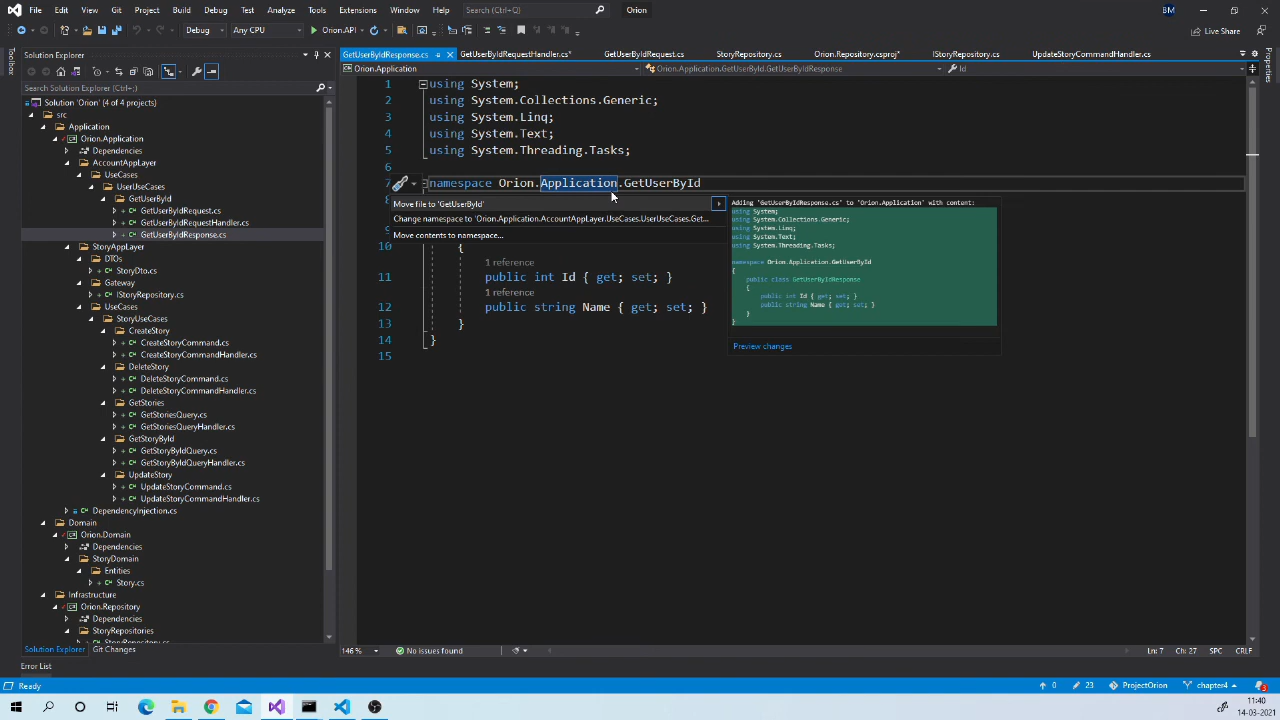 File Edit View Git Project Build Debug Test Analyze Tools Extensions Window Help Search (Ctrl+Q) Orion BM
Debug Any CPU Orion.API Live Share
Toolbox
Solution Explorer
Search Solution Explorer (Ctrl+;)
Solution 'Orion' (4 of 4 projects)
src
Application
Orion.Application
Dependencies
AccountAppLayer
UseCases
UserUseCases
GetUserById
GetUserByIdRequest.cs
GetUserByIdRequestHandler.cs
GetUserByIdResponse.cs
StoryAppLayer
DTOs
StoryDto.cs
Gateway
IStoryRepository.cs
UseCases
StoryUseCases
CreateStory
CreateStoryCommand.cs
CreateStoryCommandHandler.cs
DeleteStory
DeleteStoryCommand.cs
DeleteStoryCommandHandler.cs
GetStories
GetStoriesQuery.cs
GetStoriesQueryHandler.cs
GetStoryById
GetStoryByIdQuery.cs
GetStoryByIdQueryHandler.cs
UpdateStory
UpdateStoryCommand.cs
UpdateStoryCommandHandler.cs
DependencyInjection.cs
Domain
Orion.Domain
Dependencies
StoryDomain
Entities
Story.cs
Infrastructure
Orion.Repository
Dependencies
StoryRepositories
StoryRepository.cs
Solution Explorer Git Changes
GetUserByIdResponse.cs GetUserByIdRequestHandler.cs* GetUserByIdRequest.cs StoryRepository.cs Orion.Repository.csproj* IStoryRepository.cs UpdateStoryCommandHandler.cs
Orion.Application Orion.Application.GetUserById.GetUserByIdResponse Id
Properties
1 using System;
2 using System.Collections.Generic;
3 using System.Linq;
4 using System.Text;
5 using System.Threading.Tasks;
6
7 namespace Orion.Application.GetUserById
8
Move file to 'GetUserById'
Change namespace to 'Orion.Application.AccountAppLayer.UseCases.UserUseCases.Get...
Move contents to namespace...
Adding 'GetUserByIdResponse.cs' to 'Orion.Application' with content:
using System;
using System.Collections.Generic;
using System.Linq;
using System.Text;
using System.Threading.Tasks;
namespace Orion.Application.GetUserById
{
public class GetUserByIdResponse
{
public int Id { get; set; }
public string Name { get; set; }
}
}
Preview changes
10 {
1 reference
11 public int Id { get; set; }
1 reference
12 public string Name { get; set; }
13 }
14 }
15
146 % No issues found Ln: 7 Ch: 27 SPC CRLF
Error List
Ready 0 23 ProjectOrion chapter4 3
11:40
14-03-2021